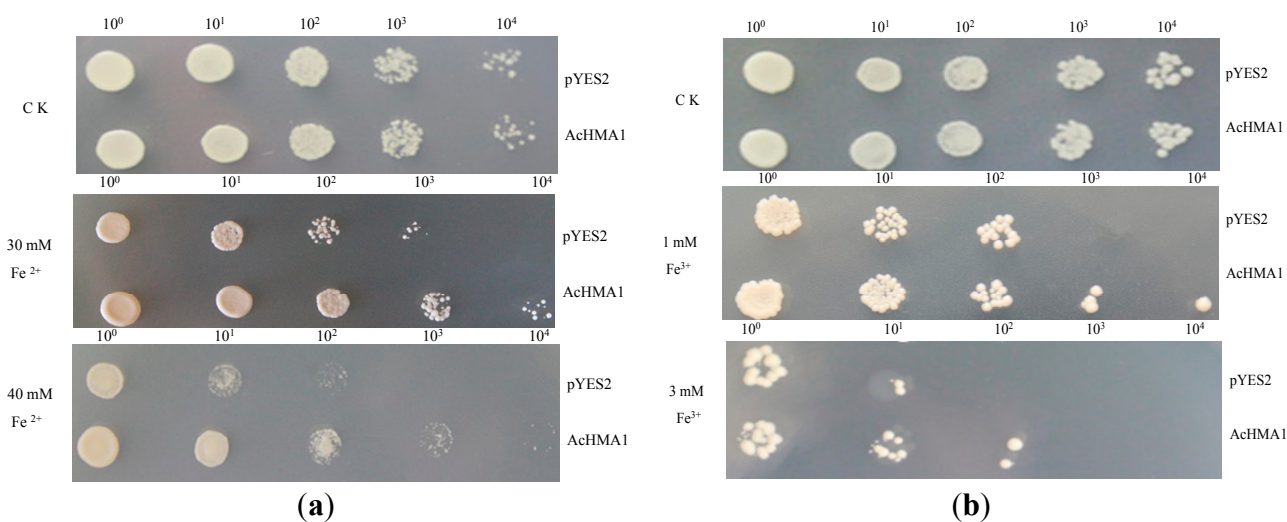 10⁰ 10¹ 10² 10³ 10⁴
C K
pYES2
AcHMA1
10⁰ 10¹ 10² 10³ 10⁴
30 mM
Fe ²⁺
pYES2
AcHMA1
10⁰ 10¹ 10² 10³ 10⁴
40 mM
Fe ²⁺
pYES2
AcHMA1
(a)
10⁰ 10¹ 10² 10³ 10⁴
C K
pYES2
AcHMA1
10⁰ 10¹ 10² 10³ 10⁴
1 mM
Fe³⁺
pYES2
AcHMA1
10⁰ 10¹ 10² 10³ 10⁴
3 mM
Fe³⁺
pYES2
AcHMA1
(b)